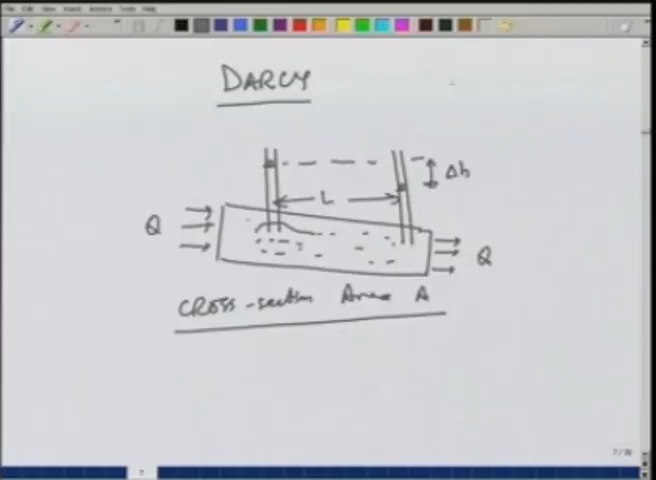 DARCY
Δh
L
Q
Q
CROSS-section Area A